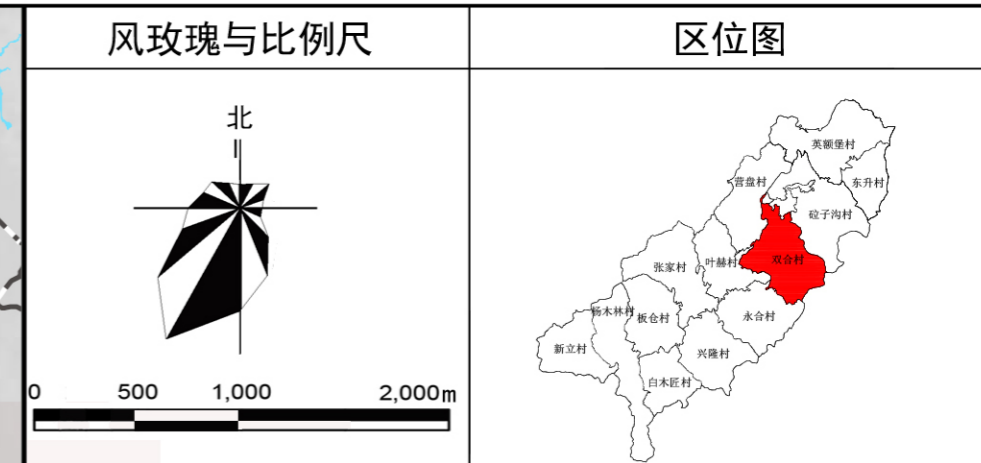 风玫瑰与比例尺
区位图
北
0 500 1,000 2,000m
英额堡村
营盘村
东升村
砬子沟村
双合村
张家村
叶赫村
杨木林村
板仓村
永合村
新立村
兴隆村
白木匠村